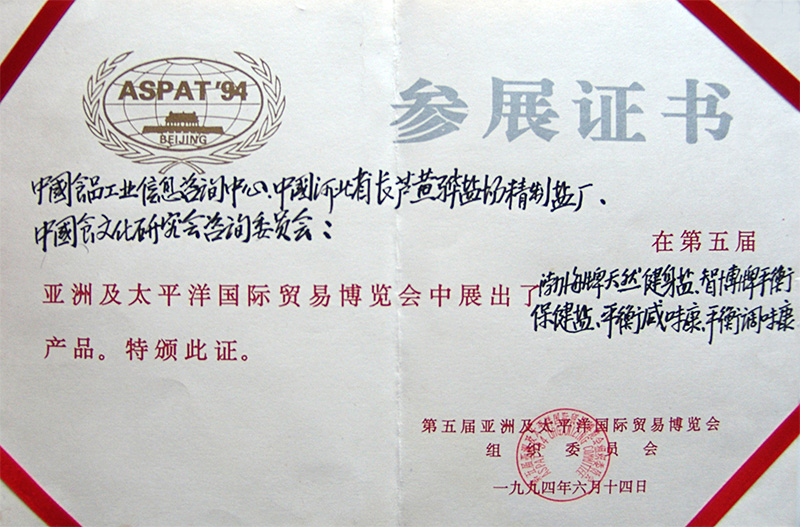 ASPAT'94
BEIJING
参展证书
中國食品工业信息咨询中心、中國河北省长芦黄骅盐场精制盐厂、
中國食文化研究会咨询委员会：
在第五届
亚洲及太平洋国际贸易博览会中展出了渤海牌天然健身盐、智博牌平衡
保健盐、平衡减味康、平衡调味康
产品。特颁此证。
第五届亚洲及太平洋国际贸易博览会
组织委员会
一九九四年六月十四日